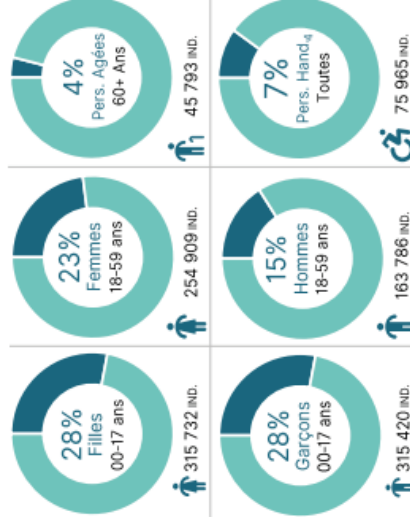 28%
Filles
00-17 ans
315 732 IND.
23%
Femmes
18-59 ans
254 909 IND.
4%
Pers. Agées
60+ Ans
45 793 IND.
28%
Garçons
00-17 ans
315 420 IND.
15%
Hommes
18-59 ans
163 786 IND.
7%
Pers. Hand.4
Toutes
75 965 IND.